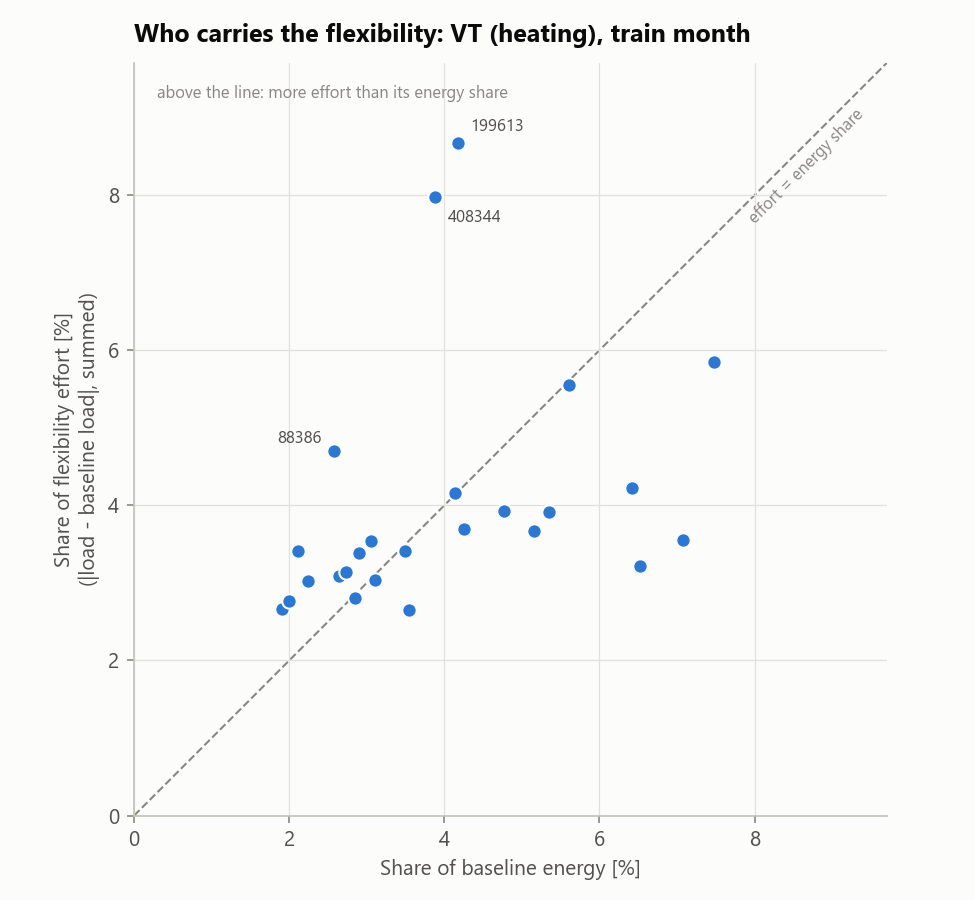 Who carries the flexibility: VT (heating), train month
above the line: more effort than its energy share
199613
effort = energy share
408344
88386
Share of flexibility effort [%]
(|load - baseline load|, summed)
8
6
4
2
0
0 2 4 6 8
Share of baseline energy [%]